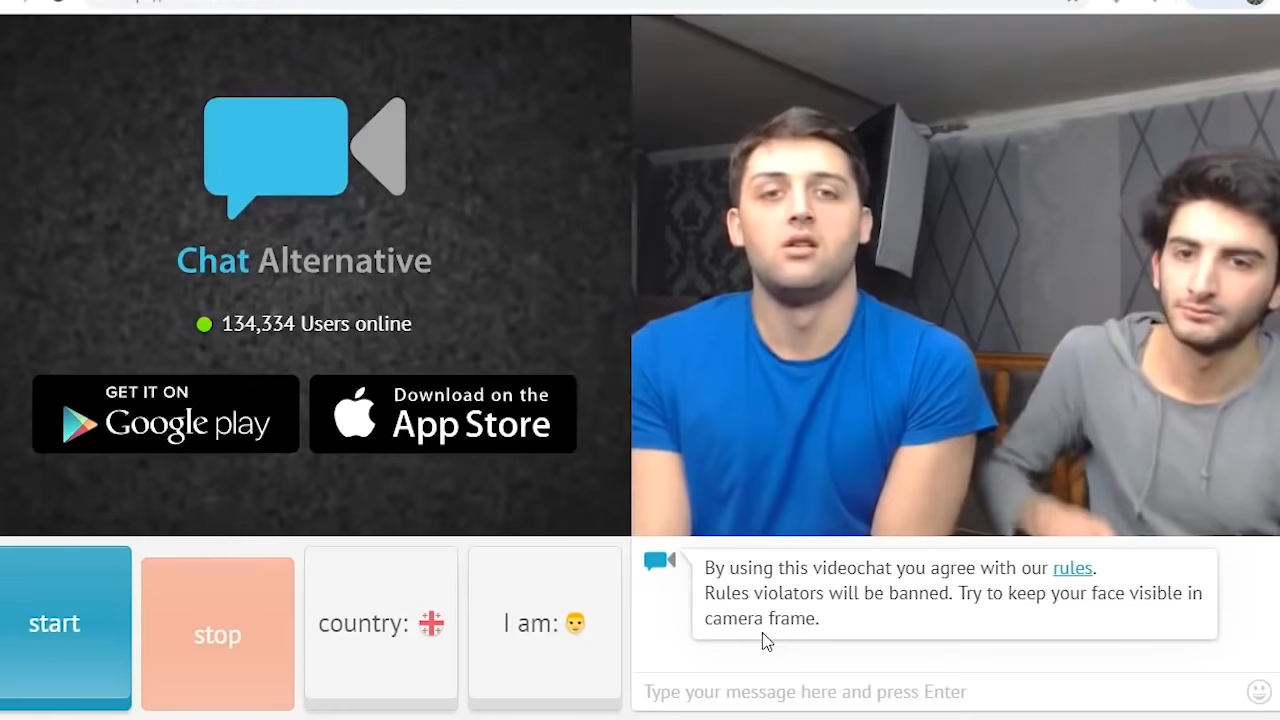 Chat Alternative
134,334 Users online
GET IT ON
Google play
Download on the
App Store
start
stop
country:
I am:
By using this videochat you agree with our rules.
Rules violators will be banned. Try to keep your face visible in
camera frame.
Type your message here and press Enter